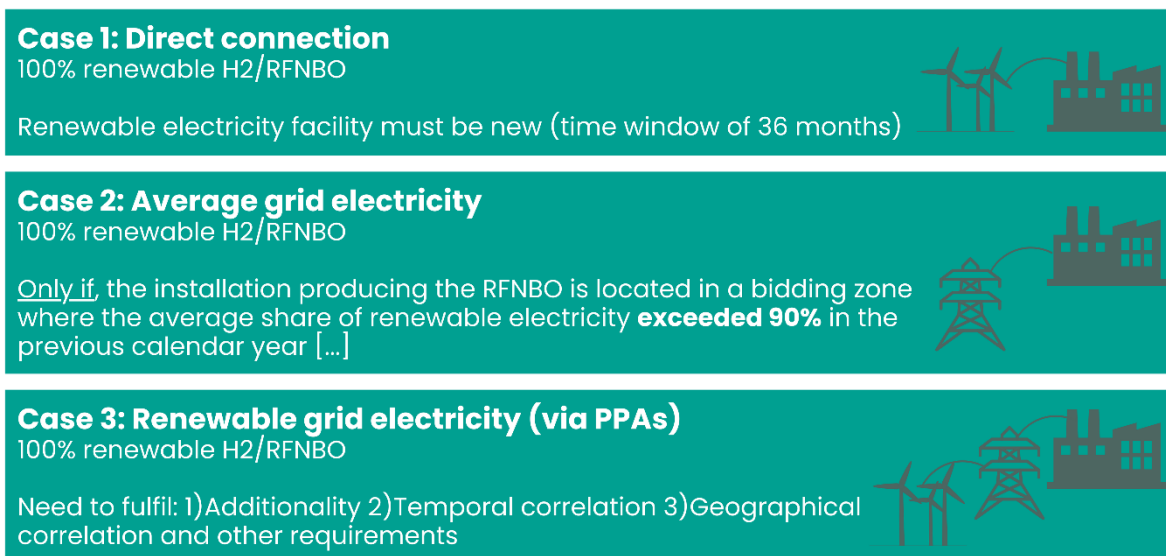 Case 1: Direct connection
100% renewable H2/RFNBO
Renewable electricity facility must be new (time window of 36 months)
Case 2: Average grid electricity
100% renewable H2/RFNBO
Only if, the installation producing the RFNBO is located in a bidding zone
where the average share of renewable electricity exceeded 90% in the
previous calendar year [...]
Case 3: Renewable grid electricity (via PPAs)
100% renewable H2/RFNBO
Need to fulfil: 1)Additionality 2)Temporal correlation 3)Geographical
correlation and other requirements